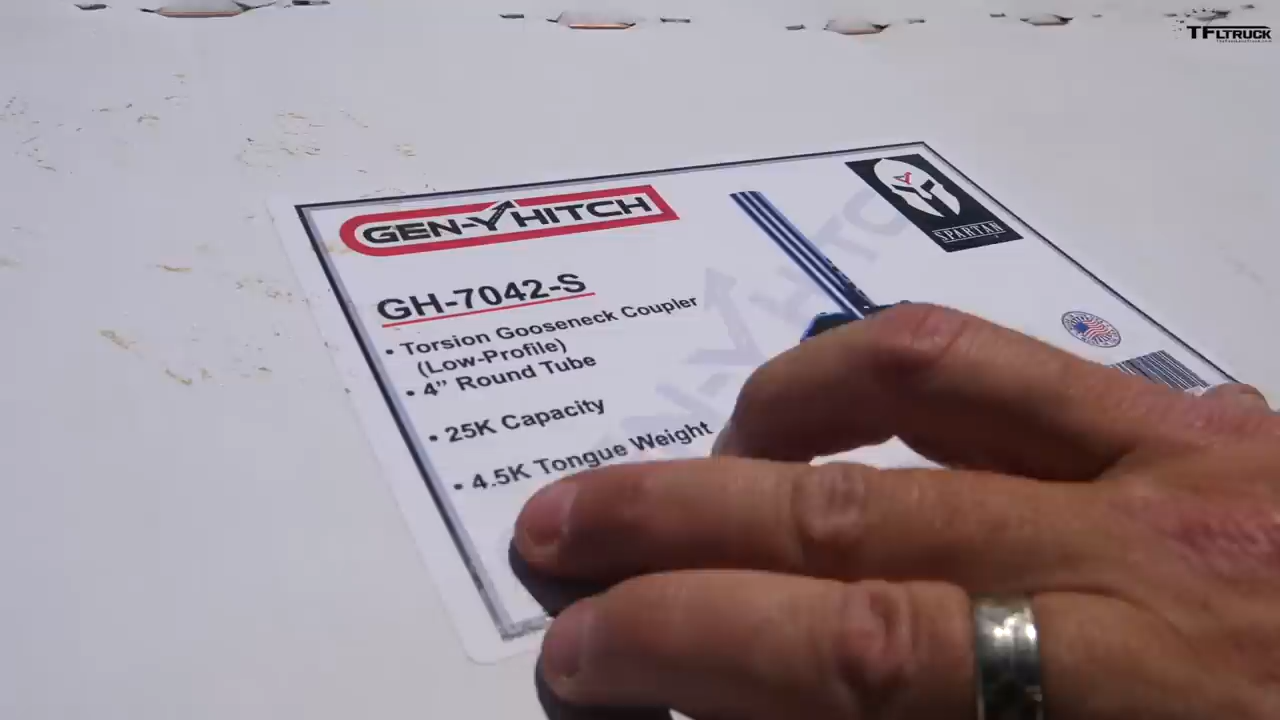 TFLTRUCK
GEN-Y HITCH
SPARTAN
GH-7042-S
• Torsion Gooseneck Coupler
(Low-Profile)
• 4” Round Tube
• 25K Capacity
• 4.5K Tongue Weight